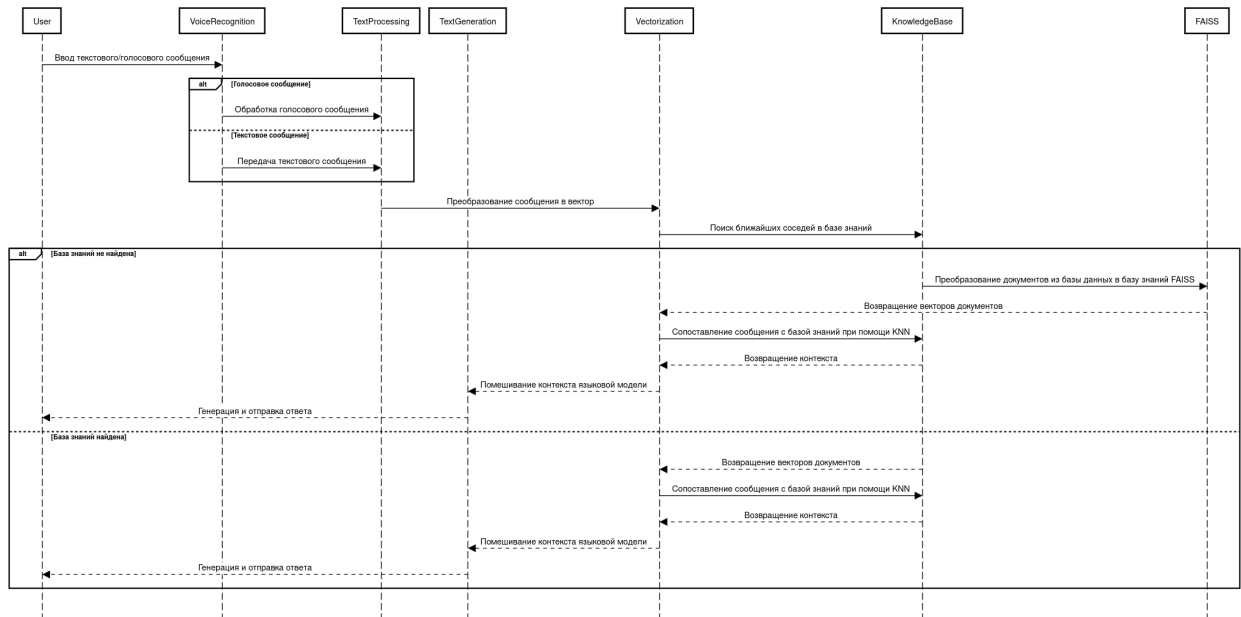 User
VoiceRecognition
TextProcessing
TextGeneration
Vectorization
KnowledgeBase
FAISS
Ввод текстового/голосового сообщения
alt
[Голосовое сообщение]
Обработка голосового сообщения
[Текстовое сообщение]
Передача текстового сообщения
Преобразование сообщения в вектор
Поиск ближайших соседей в базе знаний
alt
[База знаний не найдена]
Преобразование документов из базы данных в базу знаний FAISS
Возвращение векторов документов
Сопоставление сообщения с базой знаний при помощи KNN
Возвращение контекста
Помешивание контекста языковой модели
Генерация и отправка ответа
[База знаний найдена]
Возвращение векторов документов
Сопоставление сообщения с базой знаний при помощи KNN
Возвращение контекста
Помешивание контекста языковой модели
Генерация и отправка ответа